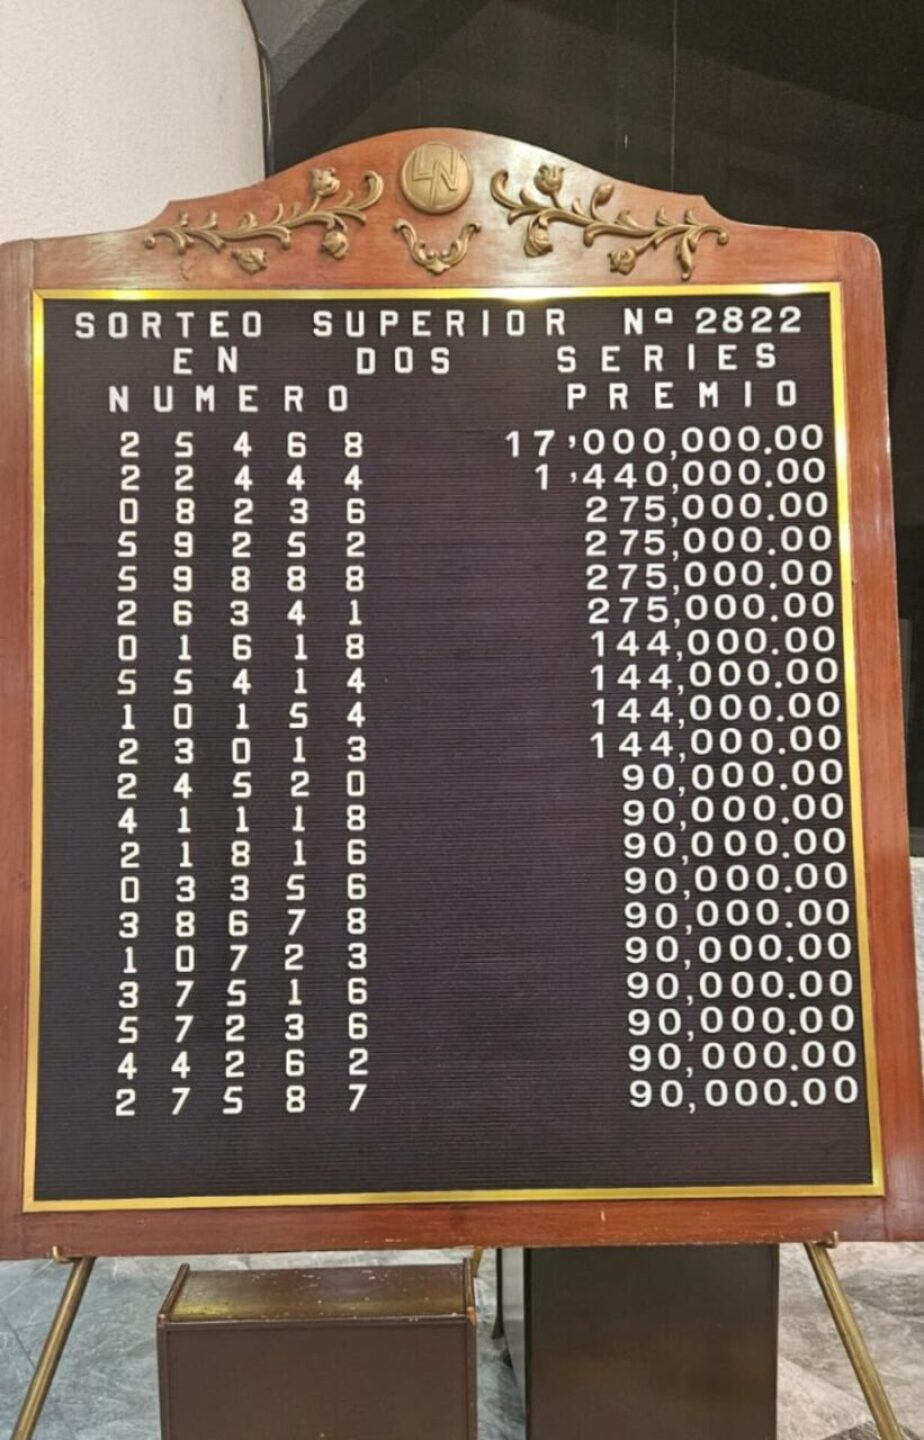 LN
SORTEO SUPERIOR Nº 2822
EN DOS SERIES
NUMERO PREMIO
2 5 4 6 8 17,000,000.00
2 2 4 4 4 1,440,000.00
0 8 2 3 6 275,000.00
5 9 2 5 2 275,000.00
5 9 8 8 8 275,000.00
2 6 3 4 1 275,000.00
0 1 6 1 8 144,000.00
5 5 4 1 4 144,000.00
1 0 1 5 4 144,000.00
2 3 0 1 3 144,000.00
2 4 5 2 0 90,000.00
4 1 1 1 8 90,000.00
2 1 8 1 6 90,000.00
0 3 3 5 6 90,000.00
3 8 6 7 8 90,000.00
1 0 7 2 3 90,000.00
3 7 5 1 6 90,000.00
5 7 2 3 6 90,000.00
4 4 2 6 2 90,000.00
2 7 5 8 7 90,000.00